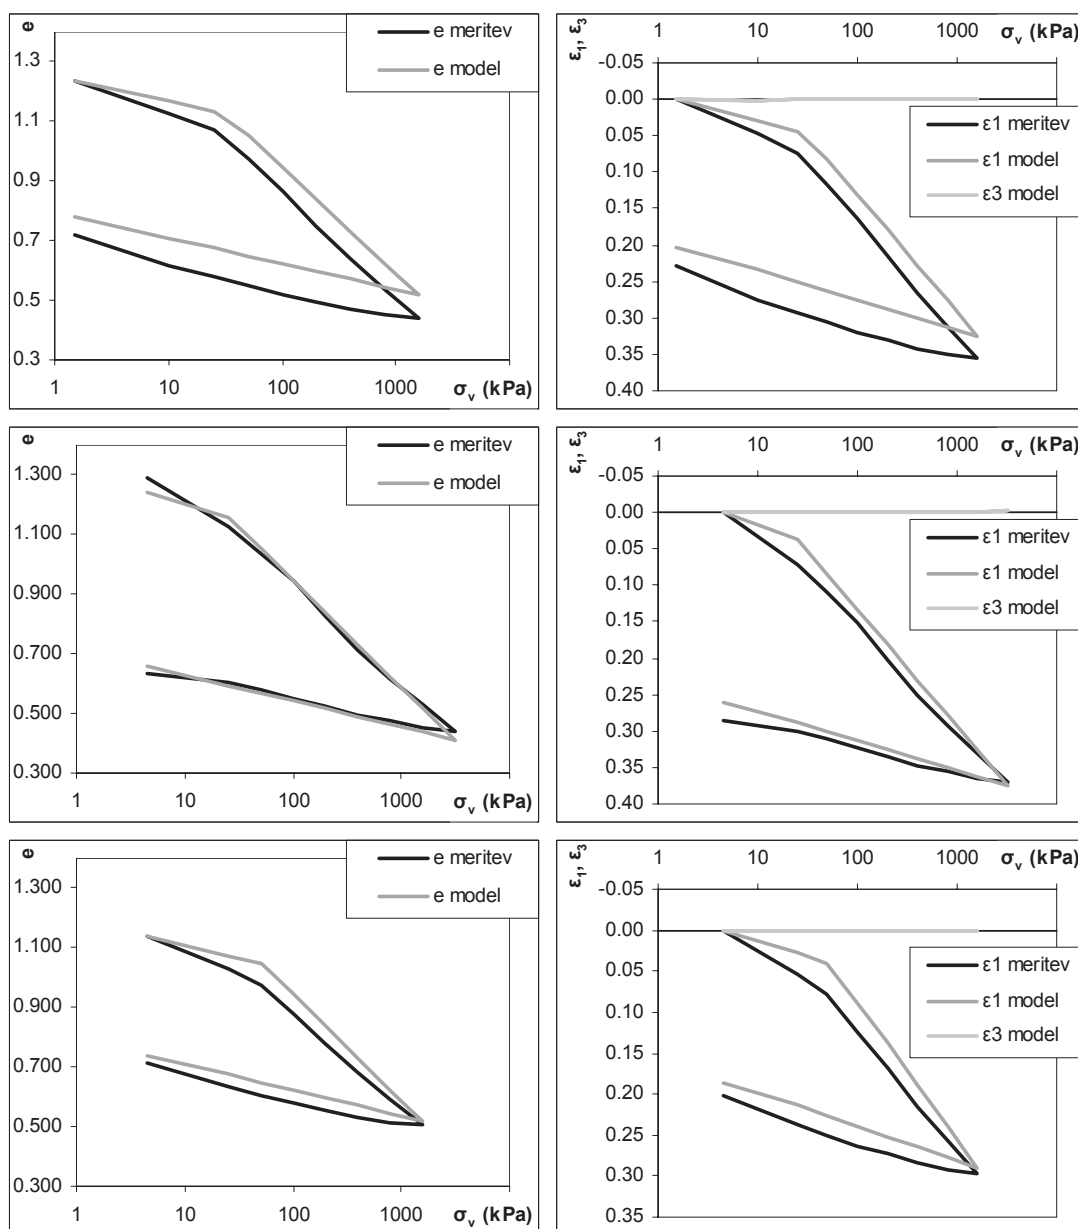 e
e meritev
e model
1.3
1.1
0.9
0.7
0.5
0.3
1
10
100
1000
σv (kPa)
ε1, ε3
1
10
100
1000
σv (kPa)
-0.05
0.00
0.05
0.10
0.15
0.20
0.25
0.30
0.35
0.40
ε1 meritev
ε1 model
ε3 model
e
e meritev
e model
1.300
1.100
0.900
0.700
0.500
0.300
1
10
100
1000
σv (kPa)
ε1, ε3
1
10
100
1000
σv (kPa)
-0.05
0.00
0.05
0.10
0.15
0.20
0.25
0.30
0.35
0.40
ε1 meritev
ε1 model
ε3 model
e
e meritev
e model
1.300
1.100
0.900
0.700
0.500
0.300
1
10
100
1000
σv (kPa)
ε1, ε3
1
10
100
1000
σv (kPa)
-0.05
0.00
0.05
0.10
0.15
0.20
0.25
0.30
0.35
ε1 meritev
ε1 model
ε3 model